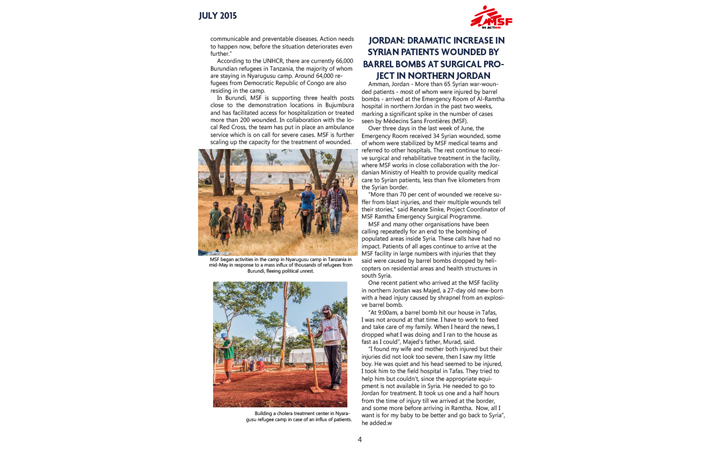 JULY 2015
MSF
communicable and preventable diseases. Action needs
to happen now, before the situation deteriorates even
further."
According to the UNHCR, there are currently 66,000
Burundian refugees in Tanzania, the majority of whom
are staying in Nyarugusu camp. Around 64,000 re-
fugees from Democratic Republic of Congo are also
residing in the camp.
In Burundi, MSF is supporting three health posts
close to the demonstration locations in Bujumbura
and has facilitated access for hospitalization or treated
more than 200 wounded. In collaboration with the lo-
cal Red Cross, the team has put in place an ambulance
service which is on call for severe cases. MSF is further
scaling up the capacity for the treatment of wounded.
MSF began activities in the camp in Nyarugusu camp in Tanzania in
mid-May in response to a mass influx of thousands of refugees from
Burundi, fleeing political unrest.
Building a cholera treatment center in Nyara-
gusu refugee camp in case of an influx of patients.
JORDAN: DRAMATIC INCREASE IN
SYRIAN PATIENTS WOUNDED BY
BARREL BOMBS AT SURGICAL PRO-
JECT IN NORTHERN JORDAN
Amman, Jordan - More than 65 Syrian war-woun-
ded patients - most of whom were injured by barrel
bombs - arrived at the Emergency Room of Al-Ramtha
hospital in northern Jordan in the past two weeks,
marking a significant spike in the number of cases
seen by Médecins Sans Frontières (MSF).
Over three days in the last week of June, the
Emergency Room received 34 Syrian wounded, some
of whom were stabilized by MSF medical teams and
referred to other hospitals. The rest continue to recei-
ve surgical and rehabilitative treatment in the facility,
where MSF works in close collaboration with the Jor-
danian Ministry of Health to provide quality medical
care to Syrian patients, less than five kilometers from
the Syrian border.
"More than 70 per cent of wounded we receive su-
ffer from blast injuries, and their multiple wounds tell
their stories," said Renate Sinke, Project Coordinator of
MSF Ramtha Emergency Surgical Programme.
MSF and many other organisations have been
calling repeatedly for an end to the bombing of
populated areas inside Syria. These calls have had no
impact. Patients of all ages continue to arrive at the
MSF facility in large numbers with injuries that they
said were caused by barrel bombs dropped by heli-
copters on residential areas and health structures in
south Syria.
One recent patient who arrived at the MSF facility
in northern Jordan was Majed, a 27-day old new-born
with a head injury caused by shrapnel from an explosi-
ve barrel bomb.
"At 9:00am, a barrel bomb hit our house in Tafas,
I was not around at that time. I have to work to feed
and take care of my family. When I heard the news, I
dropped what I was doing and I ran to the house as
fast as I could", Majed's father, Murad, said.
"I found my wife and mother both injured but their
injuries did not look too severe, then I saw my little
boy. He was quiet and his head seemed to be injured,
I took him to the field hospital in Tafas. They tried to
help him but couldn't, since the appropriate equi-
pment is not available in Syria. He needed to go to
Jordan for treatment. It took us one and a half hours
from the time of injury till we arrived at the border,
and some more before arriving in Ramtha.  Now, all I
want is for my baby to be better and go back to Syria",
he added.w
4